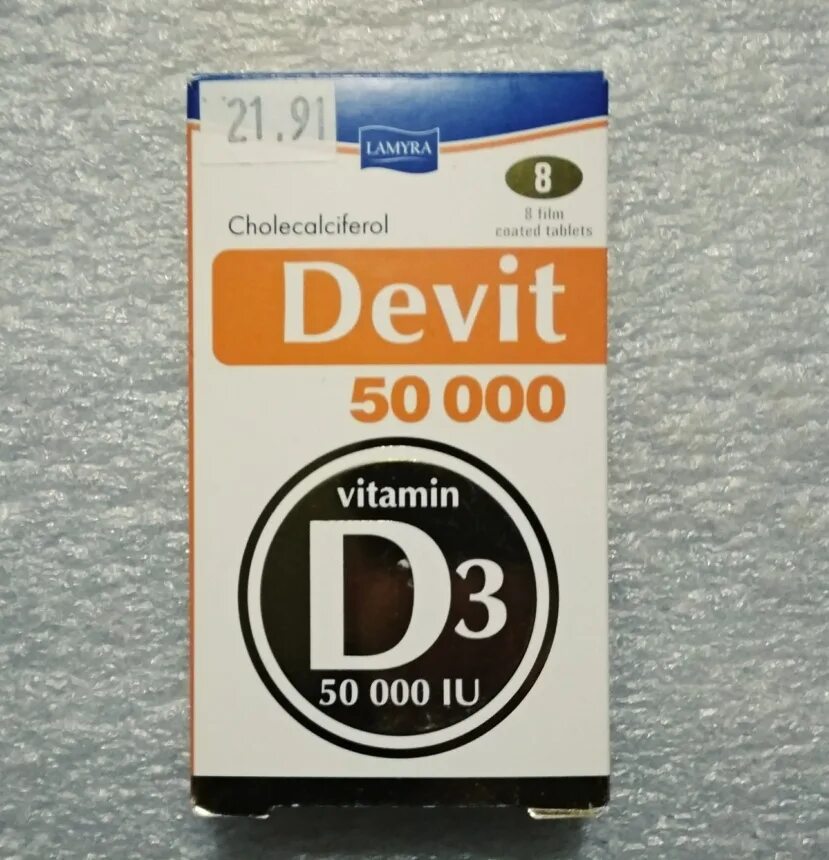 21.91
LAMYRA
8
8 film
coated tablets
Cholecalciferol
Devit
50 000
vitamin
D3
50 000 IU